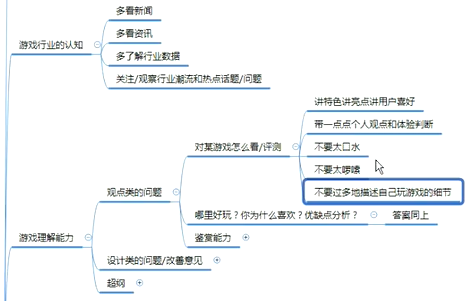 多看新闻
多看资讯
游戏行业的认知
多了解行业数据
关注/观察行业潮流和热点话题/问题
讲特色讲亮点讲用户喜好
带一点点个人观点和体验判断
对某游戏怎么看/评测
不要太口水
不要太啰嗦
不要过多地描述自己玩游戏的细节
观点类的问题
哪里好玩？你为什么喜欢？优缺点分析？
答案同上
游戏理解能力
鉴赏能力
设计类的问题/改善意见
超纲